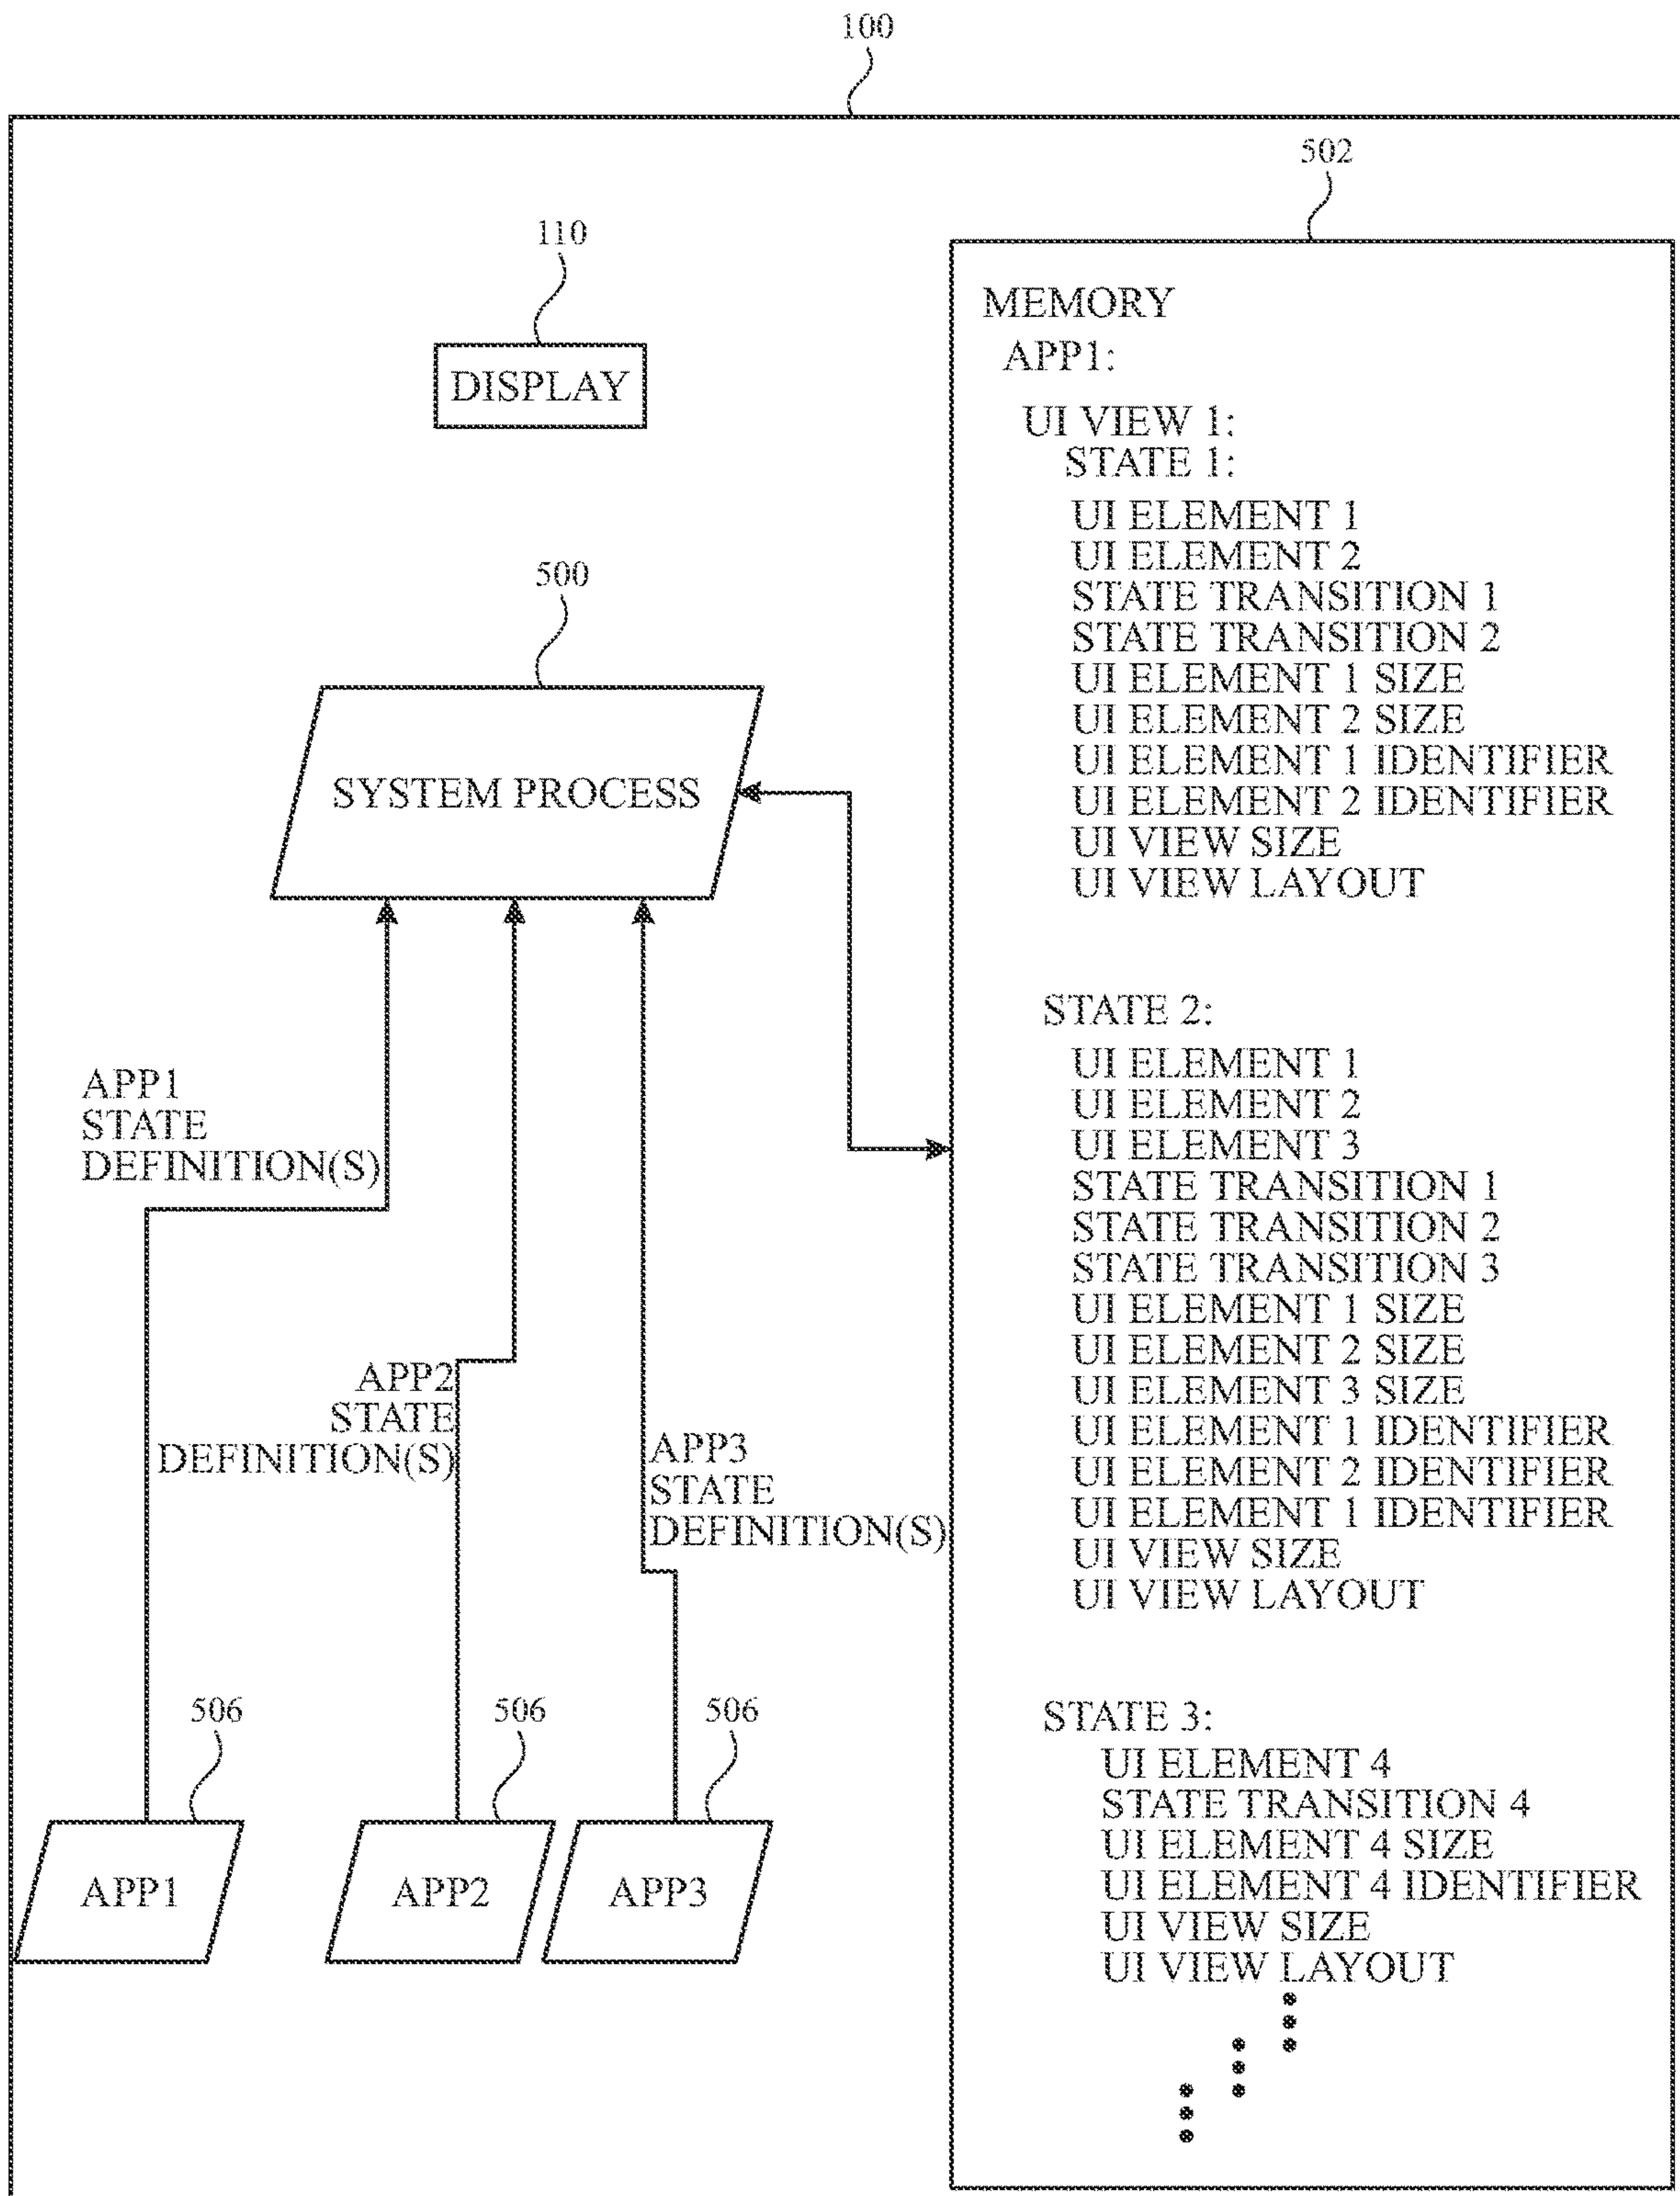 100
502
110
DISPLAY
MEMORY
APP1:
UI VIEW 1:
STATE 1:
UI ELEMENT 1
UI ELEMENT 2
STATE TRANSITION 1
STATE TRANSITION 2
UI ELEMENT 1 SIZE
UI ELEMENT 2 SIZE
UI ELEMENT 1 IDENTIFIER
UI ELEMENT 2 IDENTIFIER
UI VIEW SIZE
UI VIEW LAYOUT
500
SYSTEM PROCESS
STATE 2:
UI ELEMENT 1
UI ELEMENT 2
UI ELEMENT 3
STATE TRANSITION 1
STATE TRANSITION 2
STATE TRANSITION 3
UI ELEMENT 1 SIZE
UI ELEMENT 2 SIZE
UI ELEMENT 3 SIZE
UI ELEMENT 1 IDENTIFIER
UI ELEMENT 2 IDENTIFIER
UI ELEMENT 1 IDENTIFIER
UI VIEW SIZE
UI VIEW LAYOUT
APP1
STATE
DEFINITION(S)
APP2
STATE
DEFINITION(S)
APP3
STATE
DEFINITION(S)
STATE 3:
UI ELEMENT 4
STATE TRANSITION 4
UI ELEMENT 4 SIZE
UI ELEMENT 4 IDENTIFIER
UI VIEW SIZE
UI VIEW LAYOUT
506
506
506
APP1
APP2
APP3